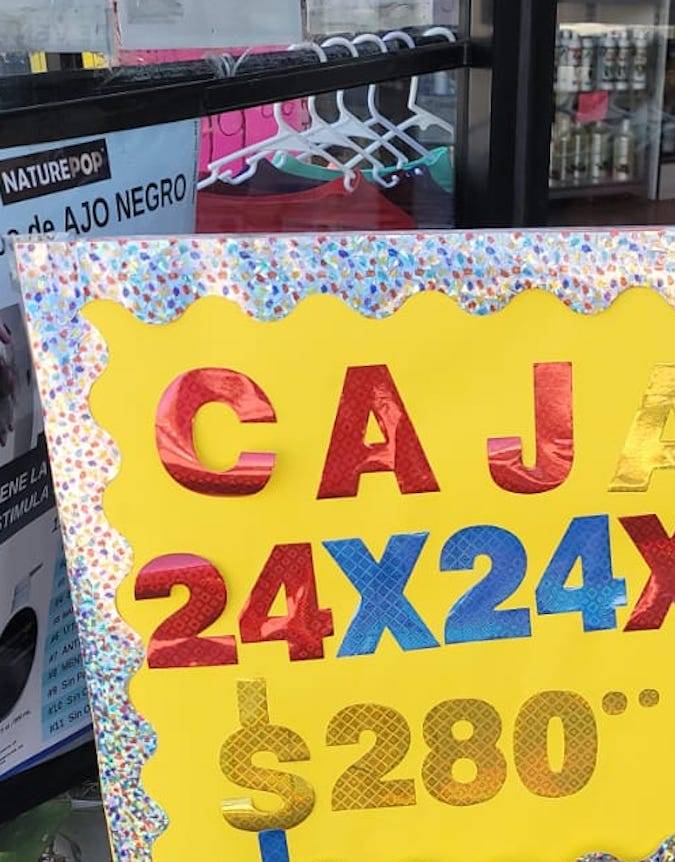 NATUREPOP
de AJO NEGRO
CAJA
24X24X
$280